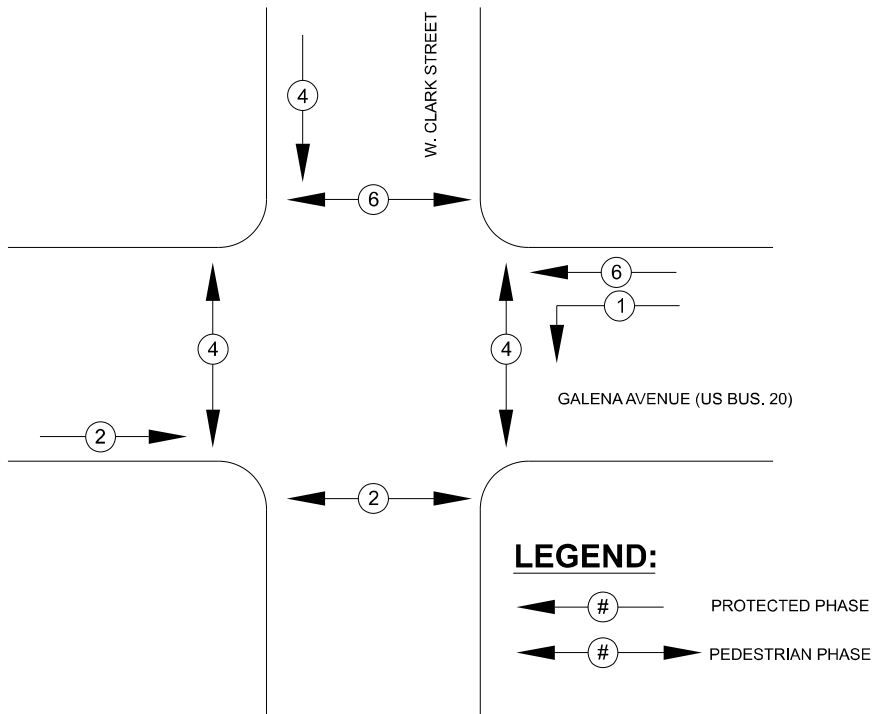 W. CLARK STREET
4
6
6
1
4
4
GALENA AVENUE (US BUS. 20)
2
2
LEGEND:
# PROTECTED PHASE
# PEDESTRIAN PHASE